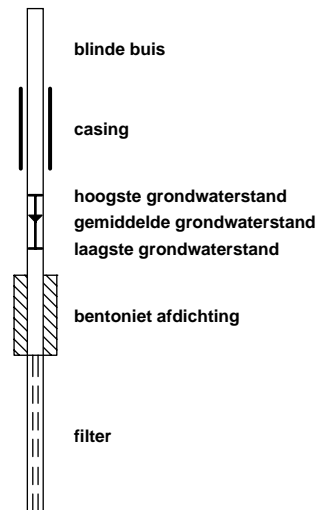 blinde buis
casing
hoogste grondwaterstand
gemiddelde grondwaterstand
laagste grondwaterstand
bentoniet afdichting
filter